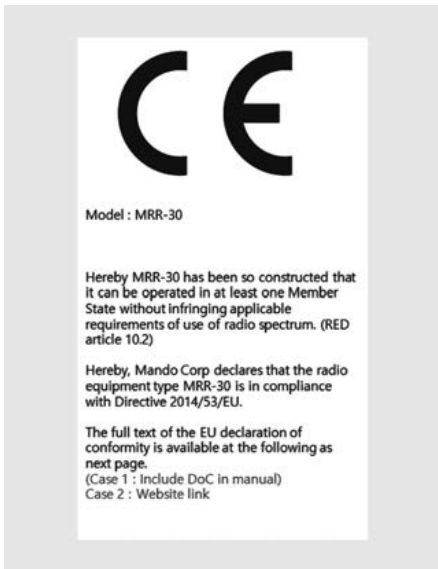 CE
Model : MRR-30
Hereby MRR-30 has been so constructed that
it can be operated in at least one Member
State without infringing applicable
requirements of use of radio spectrum. (RED
article 10.2)
Hereby, Mando Corp declares that the radio
equipment type MRR-30 is in compliance
with Directive 2014/53/EU.
The full text of the EU declaration of
conformity is available at the following as
next page.
(Case 1 : Include DoC in manual)
Case 2 : Website link